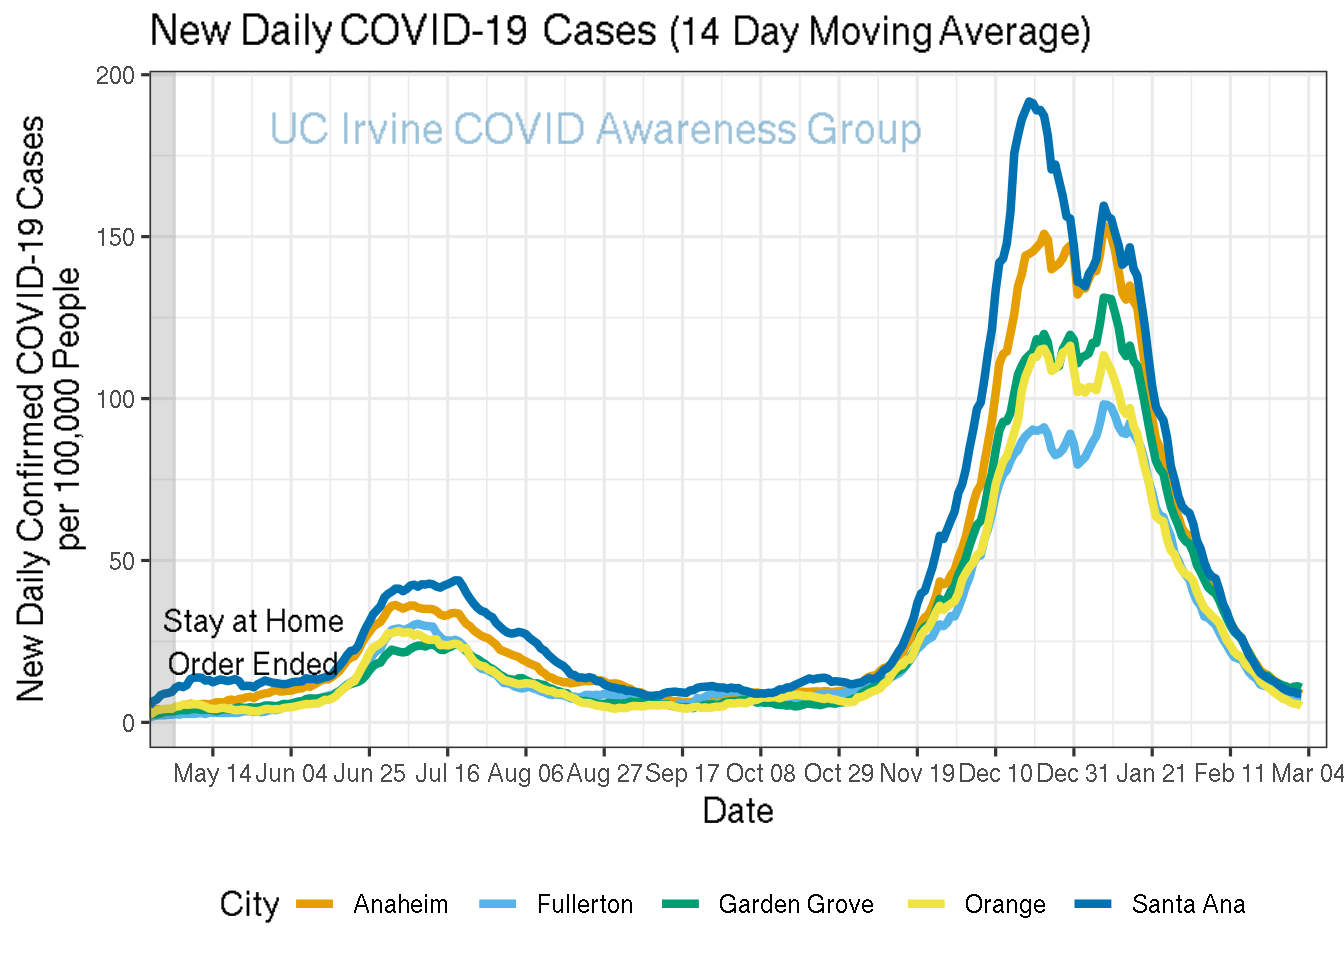 New Daily COVID-19 Cases (14 Day Moving Average)
UC Irvine COVID Awareness Group
New Daily Confirmed COVID-19 Cases
per 100,000 People
200
150
100
50
0
Stay at Home
Order Ended
May 14 Jun 04 Jun 25 Jul 16 Aug 06 Aug 27 Sep 17 Oct 08 Oct 29 Nov 19 Dec 10 Dec 31 Jan 21 Feb 11 Mar 04
Date
City Anaheim Fullerton Garden Grove Orange Santa Ana